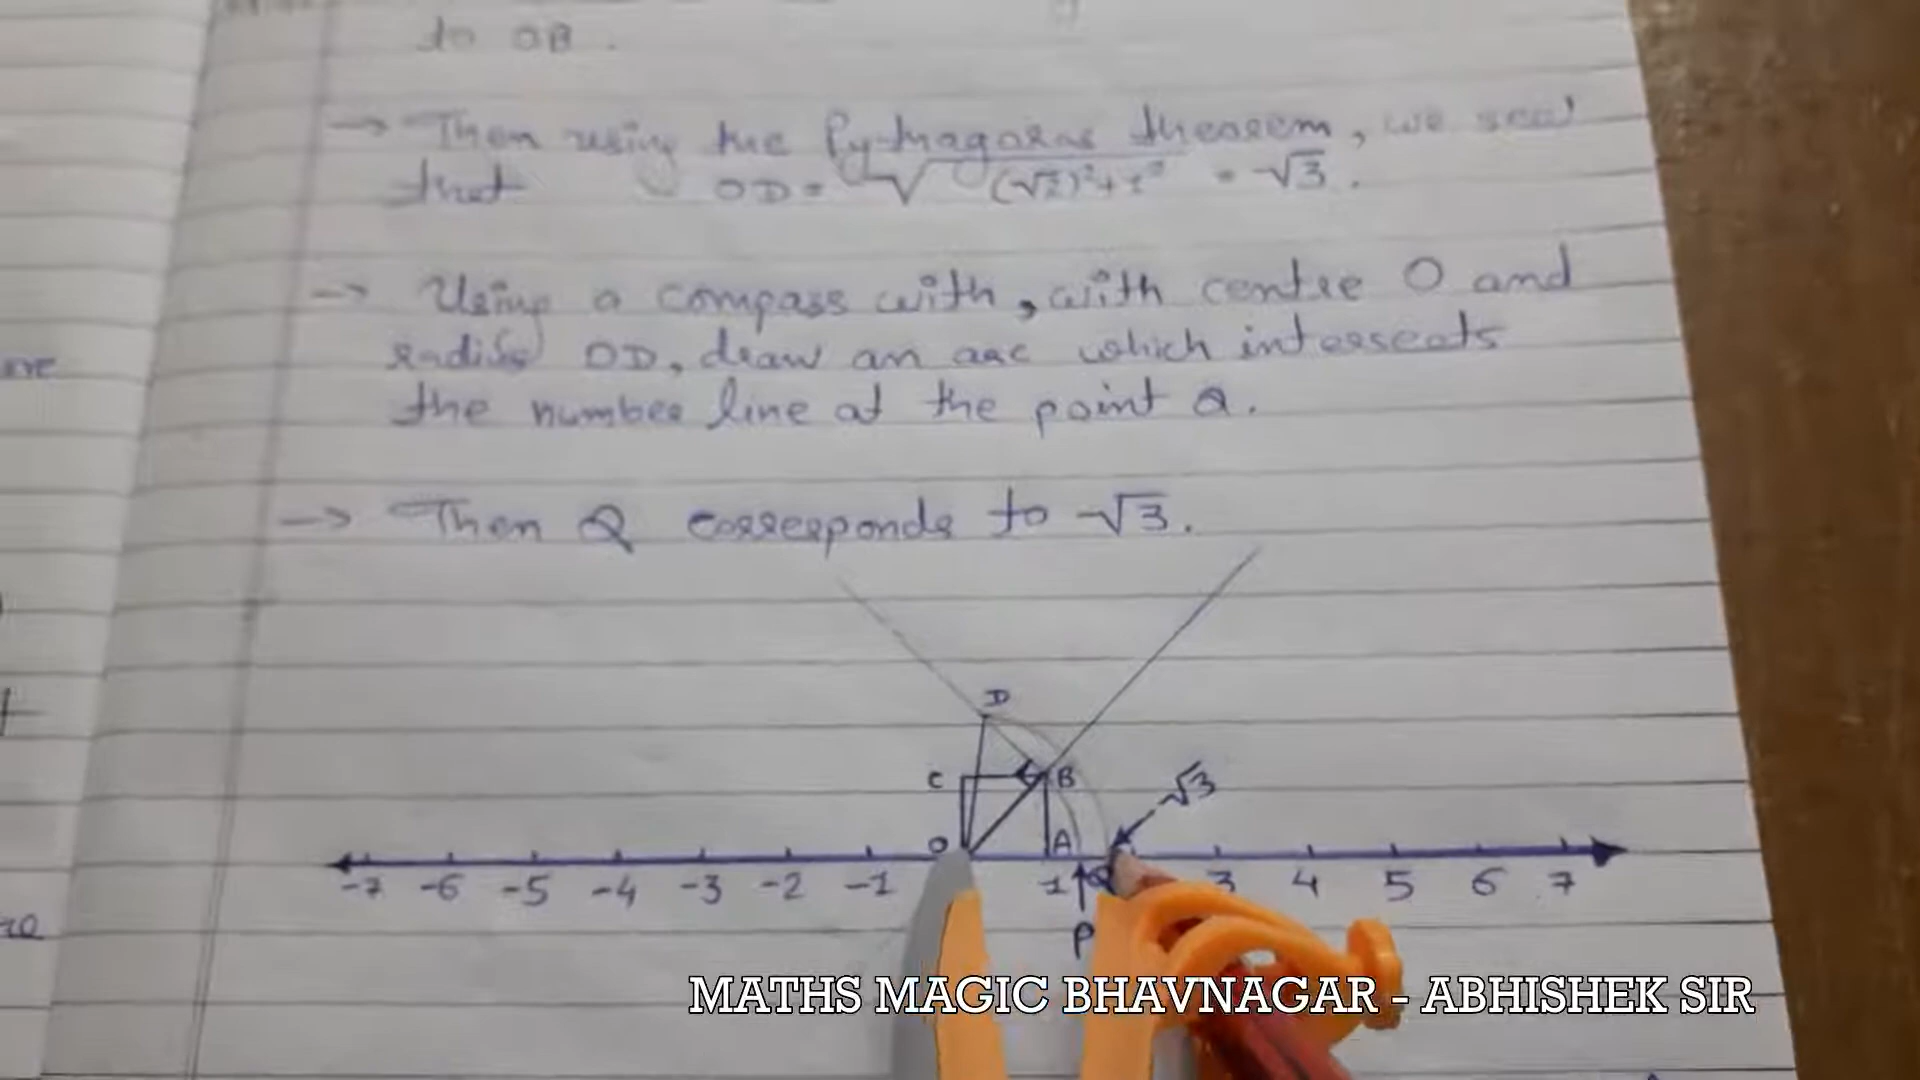 to OB.
→ Then using the Pythagoras theorem, we see
that OD = √(√2)²+1² = √3.
→ Using a compass with, with centre O and
radius OD, draw an arc which interseats
the number line at the point Q.
→ Then Q corresponds to √3.
D
C B
√3
O A
-7 -6 -5 -4 -3 -2 -1 1 Q 3 4 5 6 7
P
MATHS MAGIC BHAVNAGAR - ABHISHEK SIR